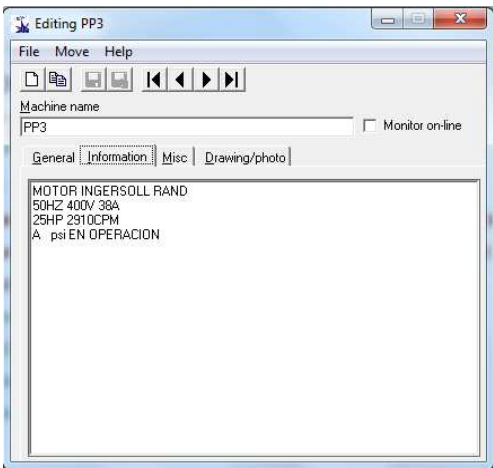 Editing PP3
File Move Help
Machine name
PP3
Monitor on-line
General Information Misc Drawing/photo
MOTOR INGERSOLL RAND
50HZ 400V 38A
25HP 2910CPM
A psi EN OPERACION